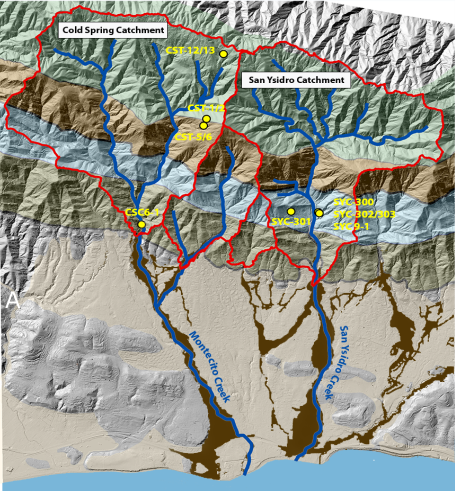 Cold Spring Catchment
CST-12/13
San Ysidro Catchment
CST-1/2
CST-5/6
CSC6-1
SYC-301
SYC-300
SYC-302/303
SYC-9-1
A
Montecito Creek
San Ysidro Creek